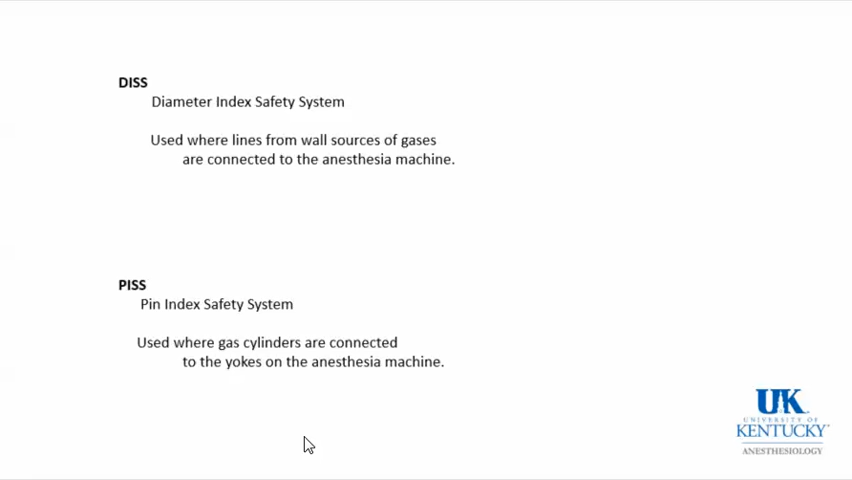 DISS
Diameter Index Safety System
Used where lines from wall sources of gases
are connected to the anesthesia machine.
PISS
Pin Index Safety System
Used where gas cylinders are connected
to the yokes on the anesthesia machine.
UK
UNIVERSITY OF
KENTUCKY
ANESTHESIOLOGY